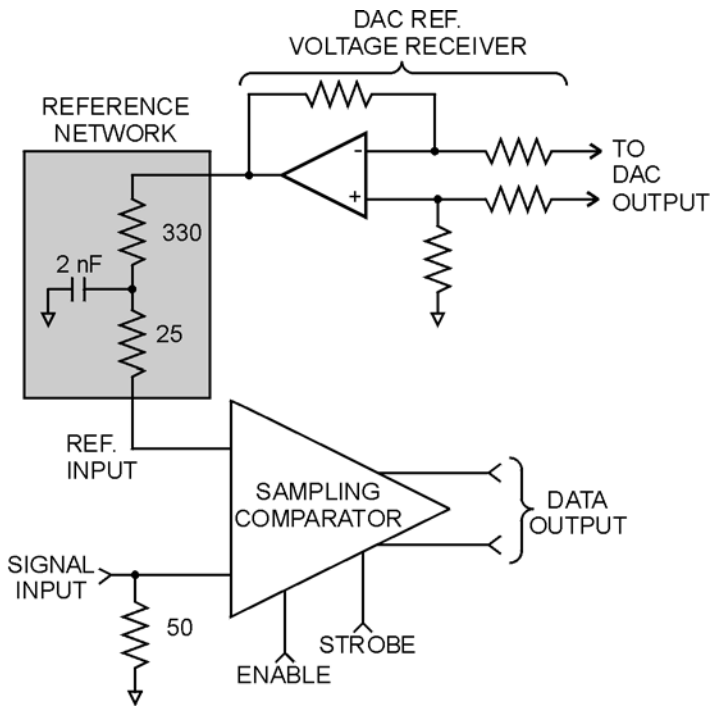 DAC REF.
VOLTAGE RECEIVER
REFERENCE
NETWORK
-
+
TO
DAC
OUTPUT
330
2 nF
25
REF.
INPUT
SAMPLING
COMPARATOR
DATA
OUTPUT
SIGNAL
INPUT
50
STROBE
ENABLE